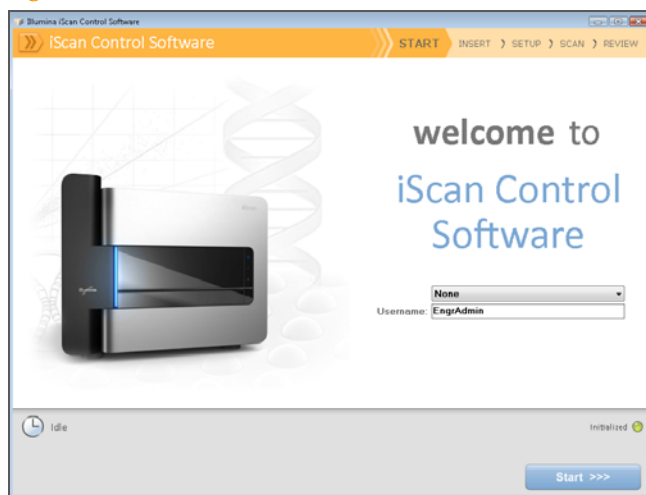 Illumina iScan Control Software
iScan Control Software
START INSERT SETUP SCAN REVIEW
welcome to
iScan Control
Software
None
Username: EngrAdmin
Idle
Initialized
Start >>>